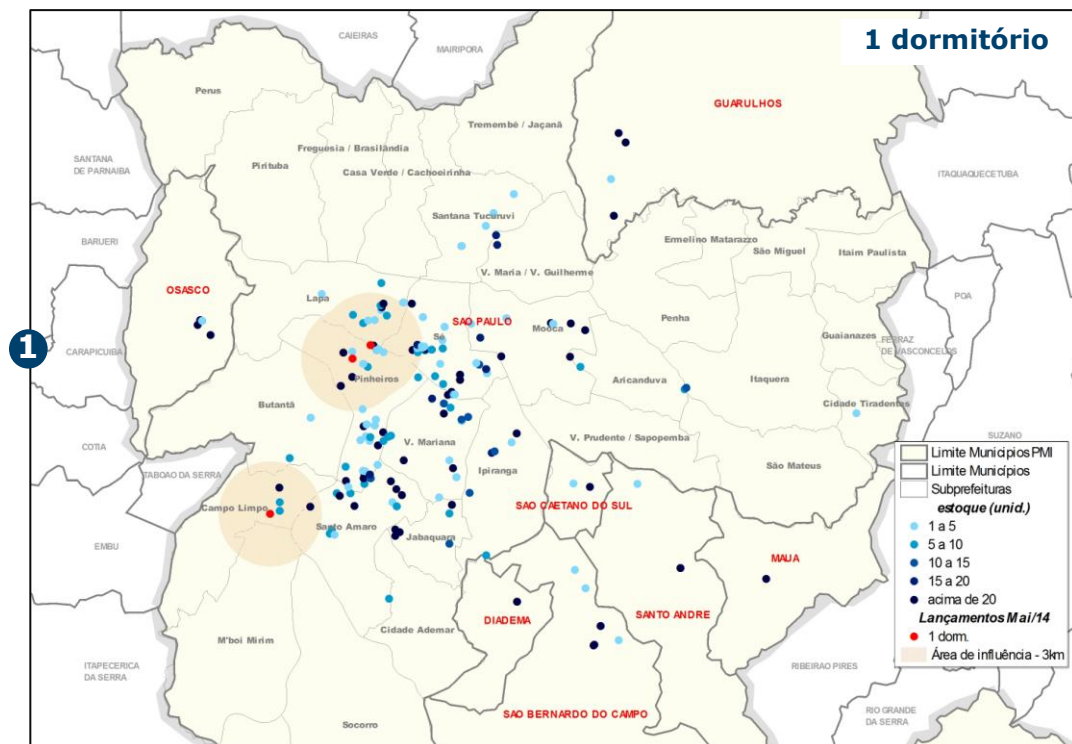 1 dormitório
CAIEIRAS
MAIRIPORA
Perus
GUARULHOS
Tremembé / Jaçanã
Freguesia / Brasilândia
SANTANA
DE PARNAIBA
Pirituba
Casa Verde / Cachoeirinha
ITAQUAQUECETUBA
Santana Tucuruvi
BARUERI
Ermelino Matarazzo
São Miguel
Itaim Paulista
V. Maria / V. Guilherme
OSASCO
Lapa
POA
SAO PAULO
Mooca
Penha
Sé
Guaianazes
FERRAZ
DE VASCONCELOS
1
CARAPICUIBA
Pinheiros
Aricanduva
Itaquera
Butantã
Cidade Tiradentes
COTIA
V. Mariana
V. Prudente / Sapopemba
SUZANO
TABOAO DA SERRA
Ipiranga
São Mateus
Campo Limpo
SAO CAETANO DO SUL
Santo Amaro
Jabaquara
EMBU
MAUA
DIADEMA
SANTO ANDRE
M'boi Mirim
Cidade Ademar
ITAPECERICA
DA SERRA
RIBEIRAO PIRES
SAO BERNARDO DO CAMPO
RIO GRANDE
DA SERRA
Socorro
Limite Municipios PMI
Limite Municípios
Subprefeituras
estoque (unid.)
1 a 5
5 a 10
10 a 15
15 a 20
acima de 20
Lançamentos Mai/14
1 dorm.
Área de influência - 3km